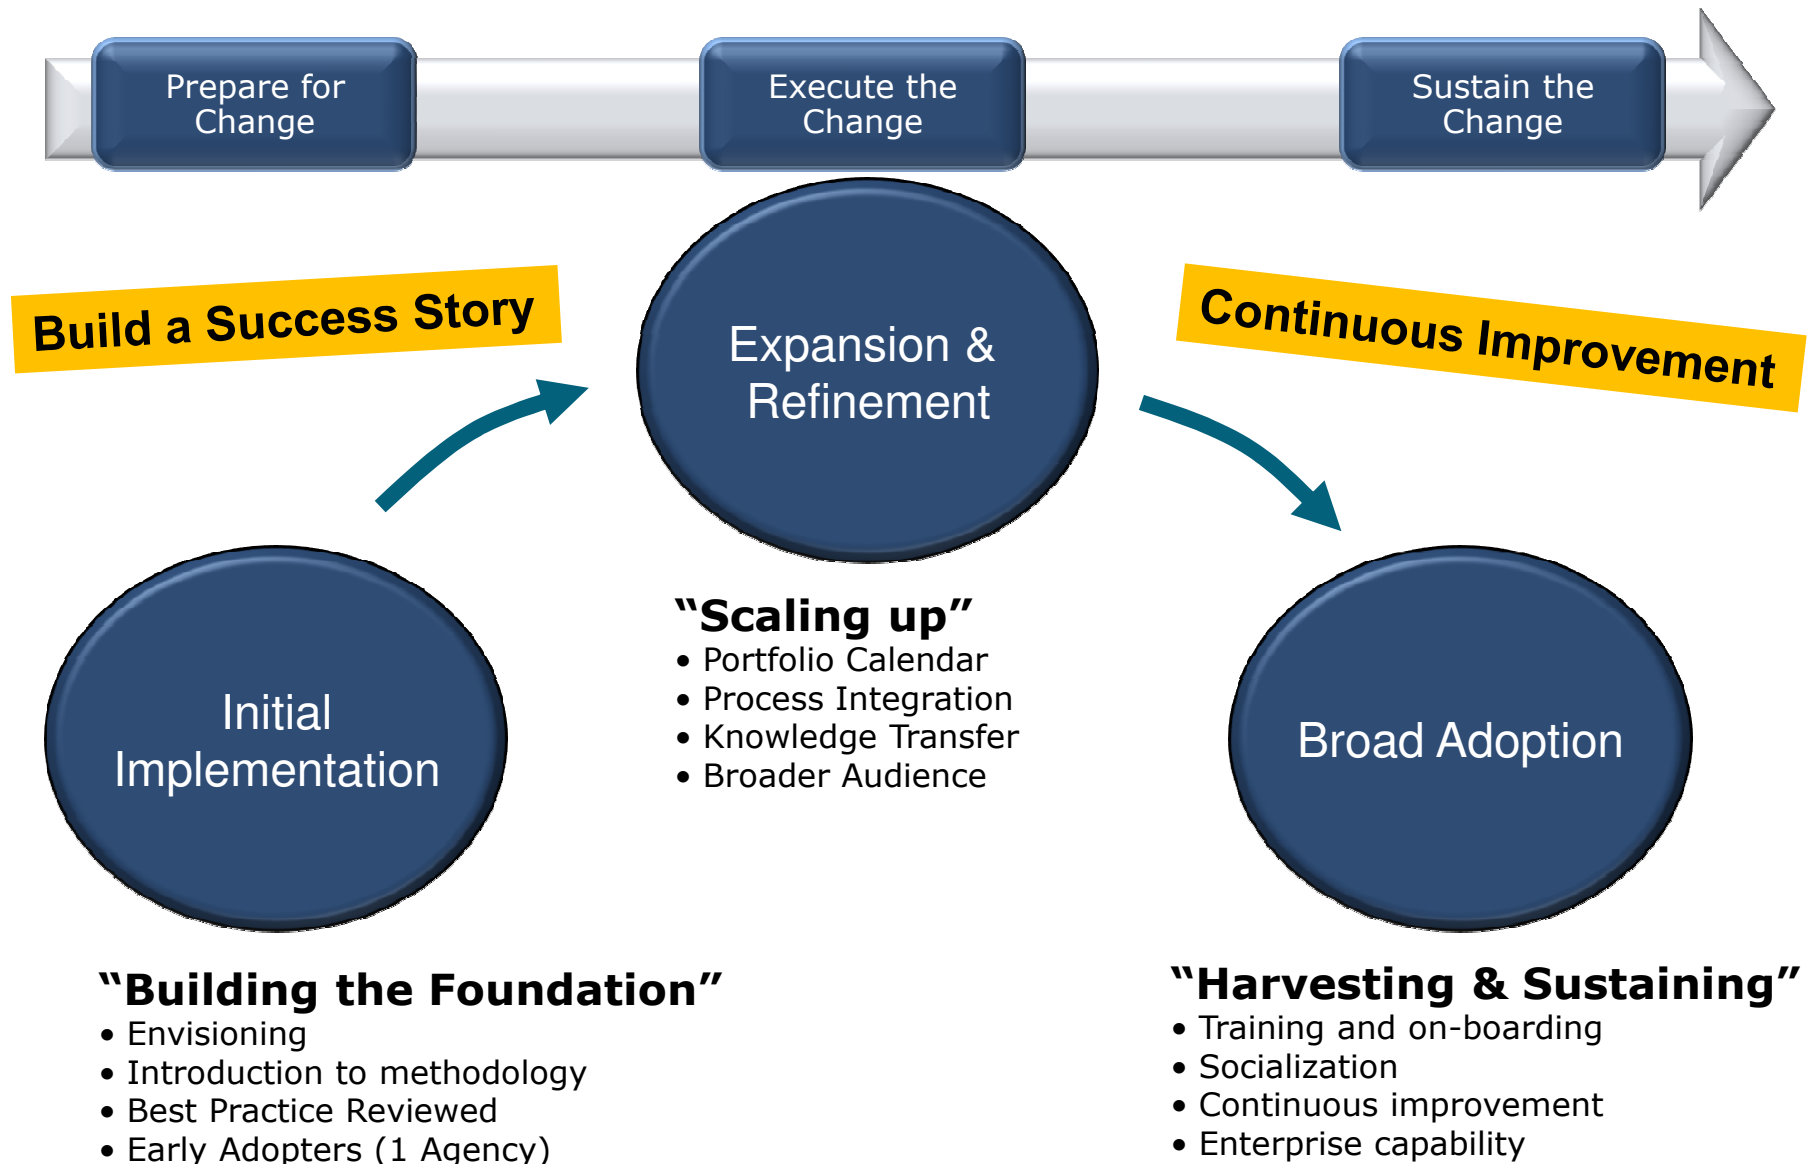 Prepare for
Change
Execute the
Change
Sustain the
Change
Build a Success Story
Continuous Improvement
Expansion &
Refinement
Initial
Implementation
Broad Adoption
“Scaling up”
• Portfolio Calendar
• Process Integration
• Knowledge Transfer
• Broader Audience
“Building the Foundation”
• Envisioning
• Introduction to methodology
• Best Practice Reviewed
• Early Adopters (1 Agency)
“Harvesting & Sustaining”
• Training and on-boarding
• Socialization
• Continuous improvement
• Enterprise capability